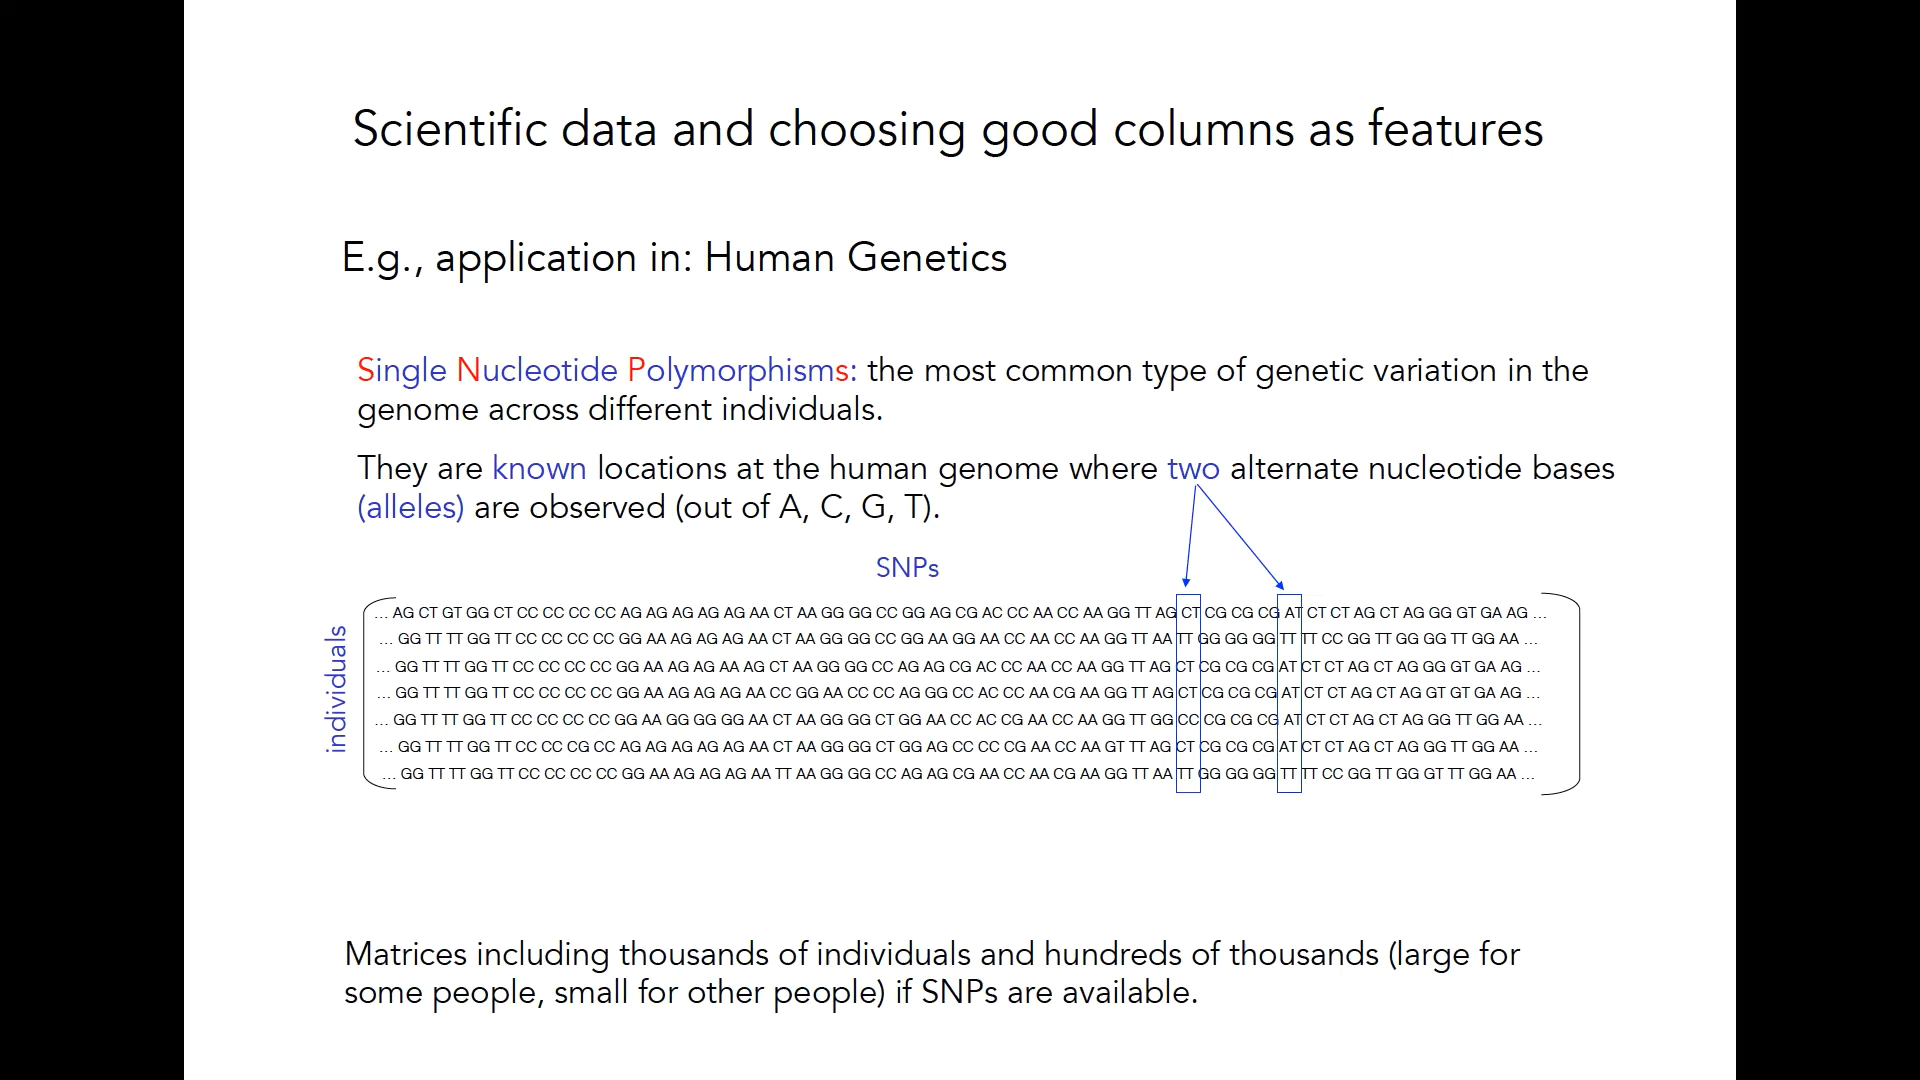 Scientific data and choosing good columns as features
E.g., application in: Human Genetics
Single Nucleotide Polymorphisms: the most common type of genetic variation in the
genome across different individuals.
They are known locations at the human genome where two alternate nucleotide bases
(alleles) are observed (out of A, C, G, T).
SNPs
individuals
... AG CT GT GG CT CC CC CC CC AG AG AG AG AG AA CT AA GG GG CC GG AG CG AC CC AA CC AA GG TT AG CT CG CG CG AT CT CT AG CT AG GG GT GA AG ...
... GG TT TT GG TT CC CC CC CC GG AA AG AG AG AA CT AA GG GG CC GG AA GG AA CC AA CC AA GG TT AA TT GG GG GG TT TT CC GG TT GG GG TT GG AA ...
... GG TT TT GG TT CC CC CC CC GG AA AG AG AA AG CT AA GG GG CC AG AG CG AC CC AA CC AA GG TT AG CT CG CG CG AT CT CT AG CT AG GG GT GA AG ...
... GG TT TT GG TT CC CC CC CC GG AA AG AG AG AA CC GG AA CC CC AG GG CC AC CC AA CG AA GG TT AG CT CG CG CG AT CT CT AG CT AG GT GT GA AG ...
... GG TT TT GG TT CC CC CC CC GG AA GG GG GG AA CT AA GG GG CT GG AA CC AC CG AA CC AA GG TT GG CC CG CG CG AT CT CT AG CT AG GG TT GG AA ...
... GG TT TT GG TT CC CC CG CC AG AG AG AG AG AA CT AA GG GG CT GG AG CC CC CG AA CC AA GT TT AG CT CG CG CG AT CT CT AG CT AG GG TT GG AA ...
... GG TT TT GG TT CC CC CC CC GG AA AG AG AG AA TT AA GG GG CC AG AG CG AA CC AA CG AA GG TT AA TT GG GG GG TT TT CC GG TT GG GT TT GG AA ...
Matrices including thousands of individuals and hundreds of thousands (large for
some people, small for other people) if SNPs are available.